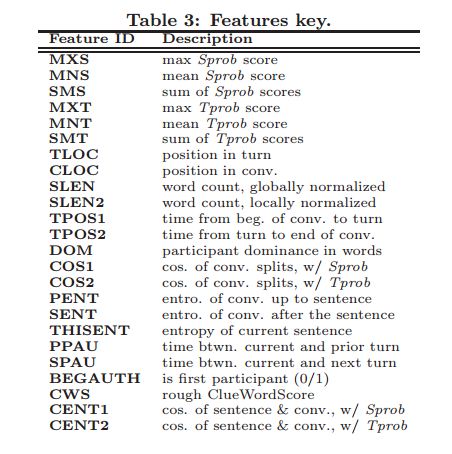 Table 3: Features key.
Feature ID Description
MXS max Sprob score
MNS mean Sprob score
SMS sum of Sprob scores
MXT max Tprob score
MNT mean Tprob score
SMT sum of Tprob scores
TLOC position in turn
CLOC position in conv.
SLEN word count, globally normalized
SLEN2 word count, locally normalized
TPOS1 time from beg. of conv. to turn
TPOS2 time from turn to end of conv.
DOM participant dominance in words
COS1 cos. of conv. splits, w/ Sprob
COS2 cos. of conv. splits, w/ Tprob
PENT entro. of conv. up to sentence
SENT entro. of conv. after the sentence
THISENT entropy of current sentence
PPAU time btwn. current and prior turn
SPAU time btwn. current and next turn
BEGAUTH is first participant (0/1)
CWS rough ClueWordScore
CENT1 cos. of sentence & conv., w/ Sprob
CENT2 cos. of sentence & conv., w/ Tprob